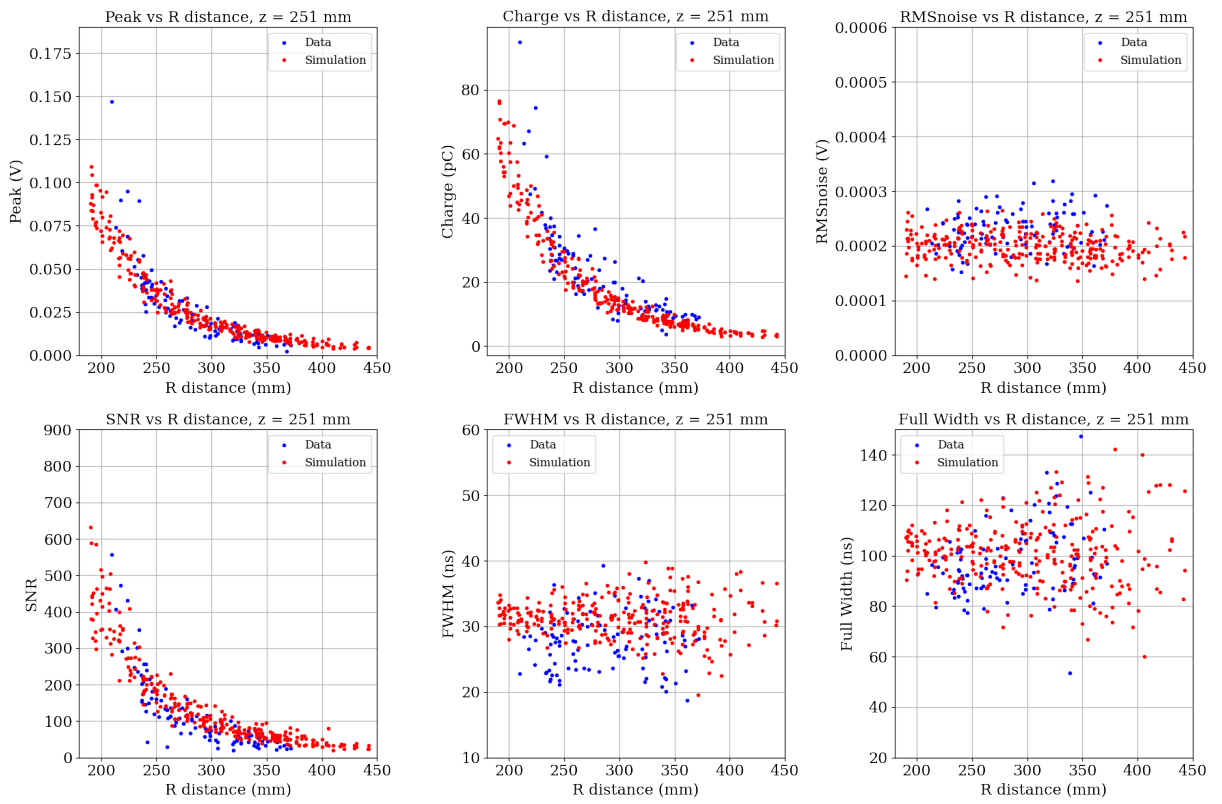 Peak vs R distance, z = 251 mm
Data
Simulation
0.175
0.150
0.125
0.100
0.075
0.050
0.025
0.000
Peak (V)
200 250 300 350 400 450
R distance (mm)
Charge vs R distance, z = 251 mm
Data
Simulation
80
60
40
20
0
Charge (pC)
200 250 300 350 400 450
R distance (mm)
RMSnoise vs R distance, z = 251 mm
Data
Simulation
0.0006
0.0005
0.0004
0.0003
0.0002
0.0001
0.0000
RMSnoise (V)
200 250 300 350 400 450
R distance (mm)
SNR vs R distance, z = 251 mm
Data
Simulation
900
800
700
600
500
400
300
200
100
0
SNR
200 250 300 350 400 450
R distance (mm)
FWHM vs R distance, z = 251 mm
Data
Simulation
60
50
40
30
20
10
FWHM (ns)
200 250 300 350 400 450
R distance (mm)
Full Width vs R distance, z = 251 mm
Data
Simulation
140
120
100
80
60
40
20
Full Width (ns)
200 250 300 350 400 450
R distance (mm)